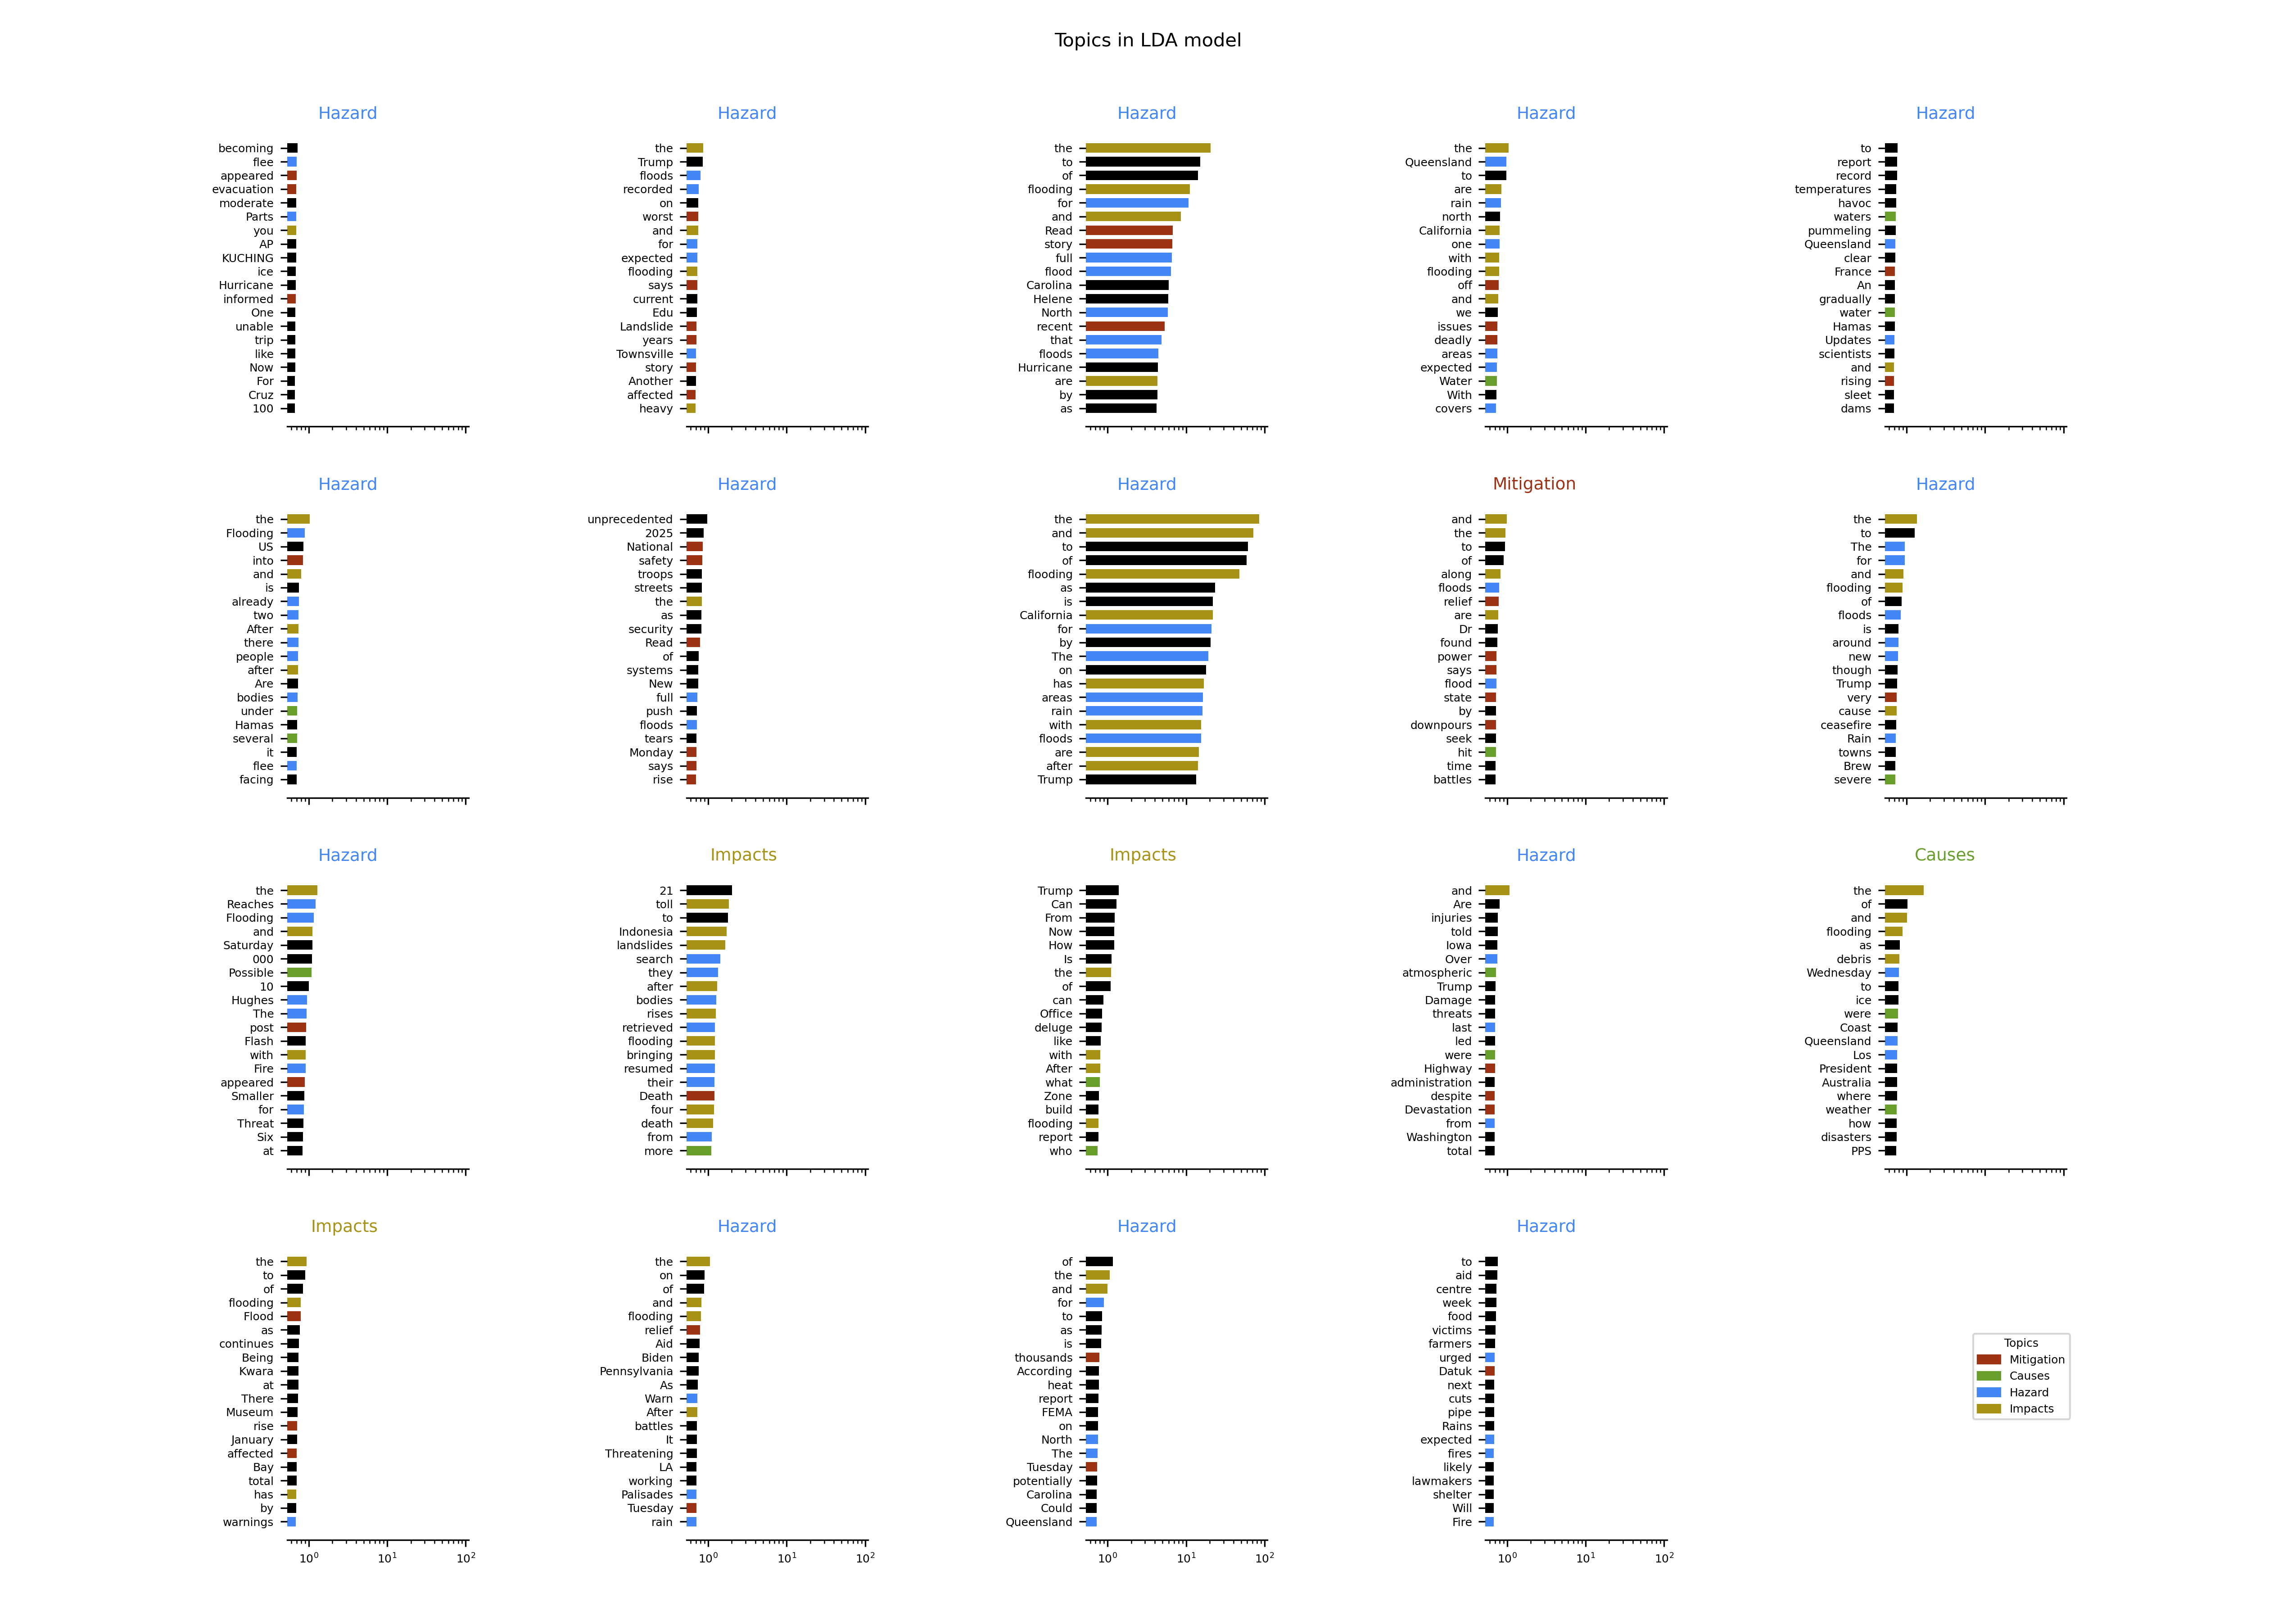 Topics in LDA model
Hazard
becoming
flee
appeared
evacuation
moderate
Parts
you
AP
KUCHING
ice
Hurricane
informed
One
unable
trip
like
Now
For
Cruz
100
Hazard
the
Trump
floods
recorded
on
worst
and
for
expected
flooding
says
current
Edu
Landslide
years
Townsville
story
Another
affected
heavy
Hazard
the
to
of
flooding
for
and
Read
story
full
flood
Carolina
Helene
North
recent
that
floods
Hurricane
are
by
as
Hazard
the
Queensland
to
are
rain
north
California
one
with
flooding
off
and
we
issues
deadly
areas
expected
Water
With
covers
Hazard
to
report
record
temperatures
havoc
waters
pummeling
Queensland
clear
France
An
gradually
water
Hamas
Updates
scientists
and
rising
sleet
dams
Hazard
the
Flooding
US
into
and
is
already
two
After
there
people
after
Are
bodies
under
Hamas
several
it
flee
facing
Hazard
unprecedented
2025
National
safety
troops
streets
the
as
security
Read
of
systems
New
full
push
floods
tears
Monday
says
rise
Hazard
the
and
to
of
flooding
as
is
California
for
by
The
on
has
areas
rain
with
floods
are
after
Trump
Mitigation
and
the
to
of
along
floods
relief
are
Dr
found
power
says
flood
state
by
downpours
seek
hit
time
battles
Hazard
the
to
The
for
and
flooding
of
floods
is
around
new
though
Trump
very
cause
ceasefire
Rain
towns
Brew
severe
Hazard
the
Reaches
Flooding
and
Saturday
000
Possible
10
Hughes
The
post
Flash
with
Fire
appeared
Smaller
for
Threat
Six
at
Impacts
21
toll
to
Indonesia
landslides
search
they
after
bodies
rises
retrieved
flooding
bringing
resumed
their
Death
four
death
from
more
Impacts
Trump
Can
From
Now
How
Is
the
of
can
Office
deluge
like
with
After
what
Zone
build
flooding
report
who
Hazard
and
Are
injuries
told
Iowa
Over
atmospheric
Trump
Damage
threats
last
led
were
Highway
administration
despite
Devastation
from
Washington
total
Causes
the
of
and
flooding
as
debris
Wednesday
to
ice
were
Coast
Queensland
Los
President
Australia
where
weather
how
disasters
PPS
Impacts
the
to
of
flooding
Flood
as
continues
Being
Kwara
at
There
Museum
rise
January
affected
Bay
total
has
by
warnings
10⁰ 10¹ 10²
Hazard
the
on
of
and
flooding
relief
Aid
Biden
Pennsylvania
As
Warn
After
battles
It
Threatening
LA
working
Palisades
Tuesday
rain
10⁰ 10¹ 10²
Hazard
of
the
and
for
to
as
is
thousands
According
heat
report
FEMA
on
North
The
Tuesday
potentially
Carolina
Could
Queensland
10⁰ 10¹ 10²
Hazard
to
aid
centre
week
food
victims
farmers
urged
Datuk
next
cuts
pipe
Rains
expected
fires
likely
lawmakers
shelter
Will
Fire
10⁰ 10¹ 10²
Topics
Mitigation
Causes
Hazard
Impacts